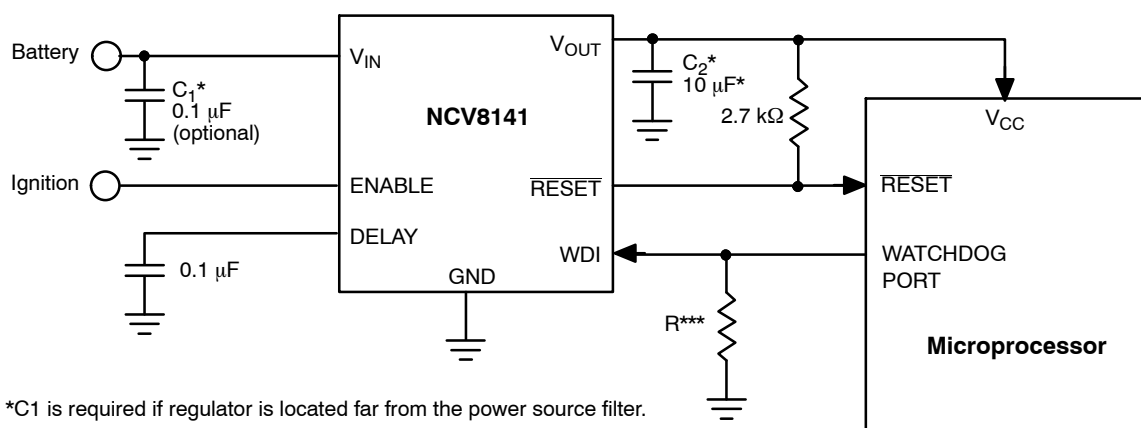 Battery
C1*
0.1 μF
(optional)
Ignition
0.1 μF
VIN
VOUT
NCV8141
ENABLE
RESET
DELAY
WDI
GND
C2*
10 μF*
2.7 kΩ
R***
VCC
RESET
WATCHDOG
PORT
Microprocessor
*C1 is required if regulator is located far from the power source filter.